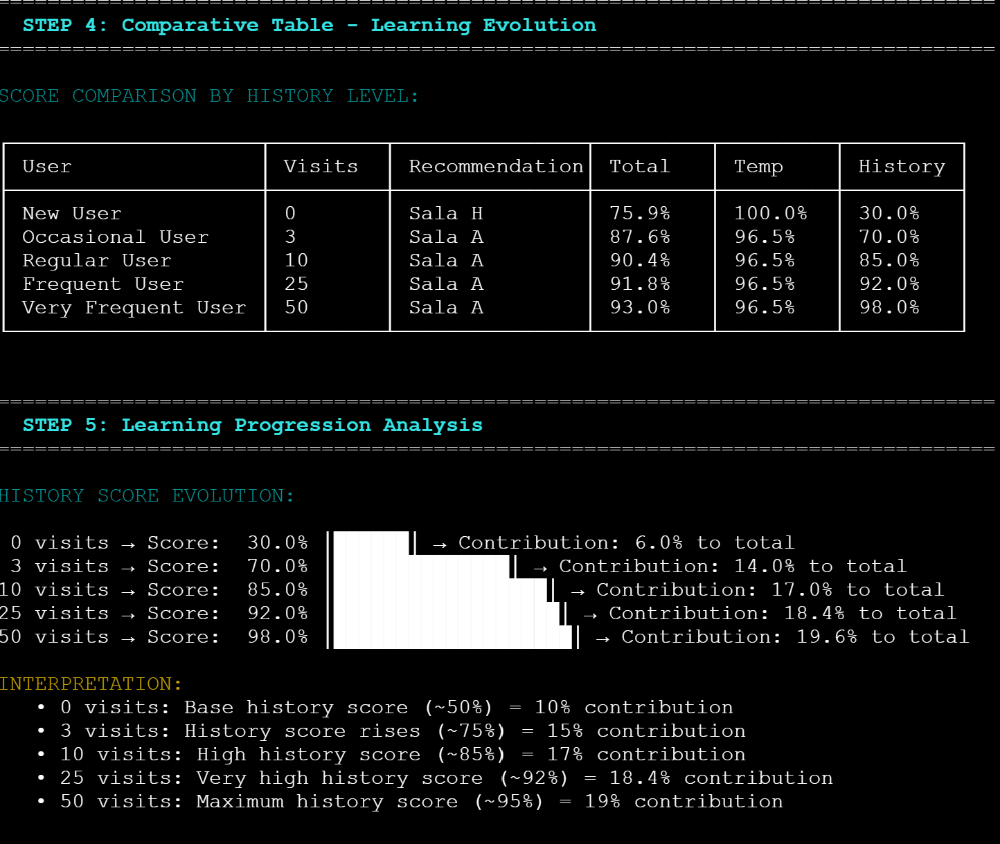 ================================================================================
STEP 4: Comparative Table - Learning Evolution
================================================================================
SCORE COMPARISON BY HISTORY LEVEL:
User Visits Recommendation Total Temp History
New User 0 Sala H 75.9% 100.0% 30.0%
Occasional User 3 Sala A 87.6% 96.5% 70.0%
Regular User 10 Sala A 90.4% 96.5% 85.0%
Frequent User 25 Sala A 91.8% 96.5% 92.0%
Very Frequent User 50 Sala A 93.0% 96.5% 98.0%
================================================================================
STEP 5: Learning Progression Analysis
================================================================================
HISTORY SCORE EVOLUTION:
0 visits → Score: 30.0% |██████| → Contribution: 6.0% to total
3 visits → Score: 70.0% |██████████████| → Contribution: 14.0% to total
10 visits → Score: 85.0% |█████████████████| → Contribution: 17.0% to total
25 visits → Score: 92.0% |██████████████████| → Contribution: 18.4% to total
50 visits → Score: 98.0% |███████████████████| → Contribution: 19.6% to total
INTERPRETATION:
• 0 visits: Base history score (~50%) = 10% contribution
• 3 visits: History score rises (~75%) = 15% contribution
• 10 visits: High history score (~85%) = 17% contribution
• 25 visits: Very high history score (~92%) = 18.4% contribution
• 50 visits: Maximum history score (~95%) = 19% contribution